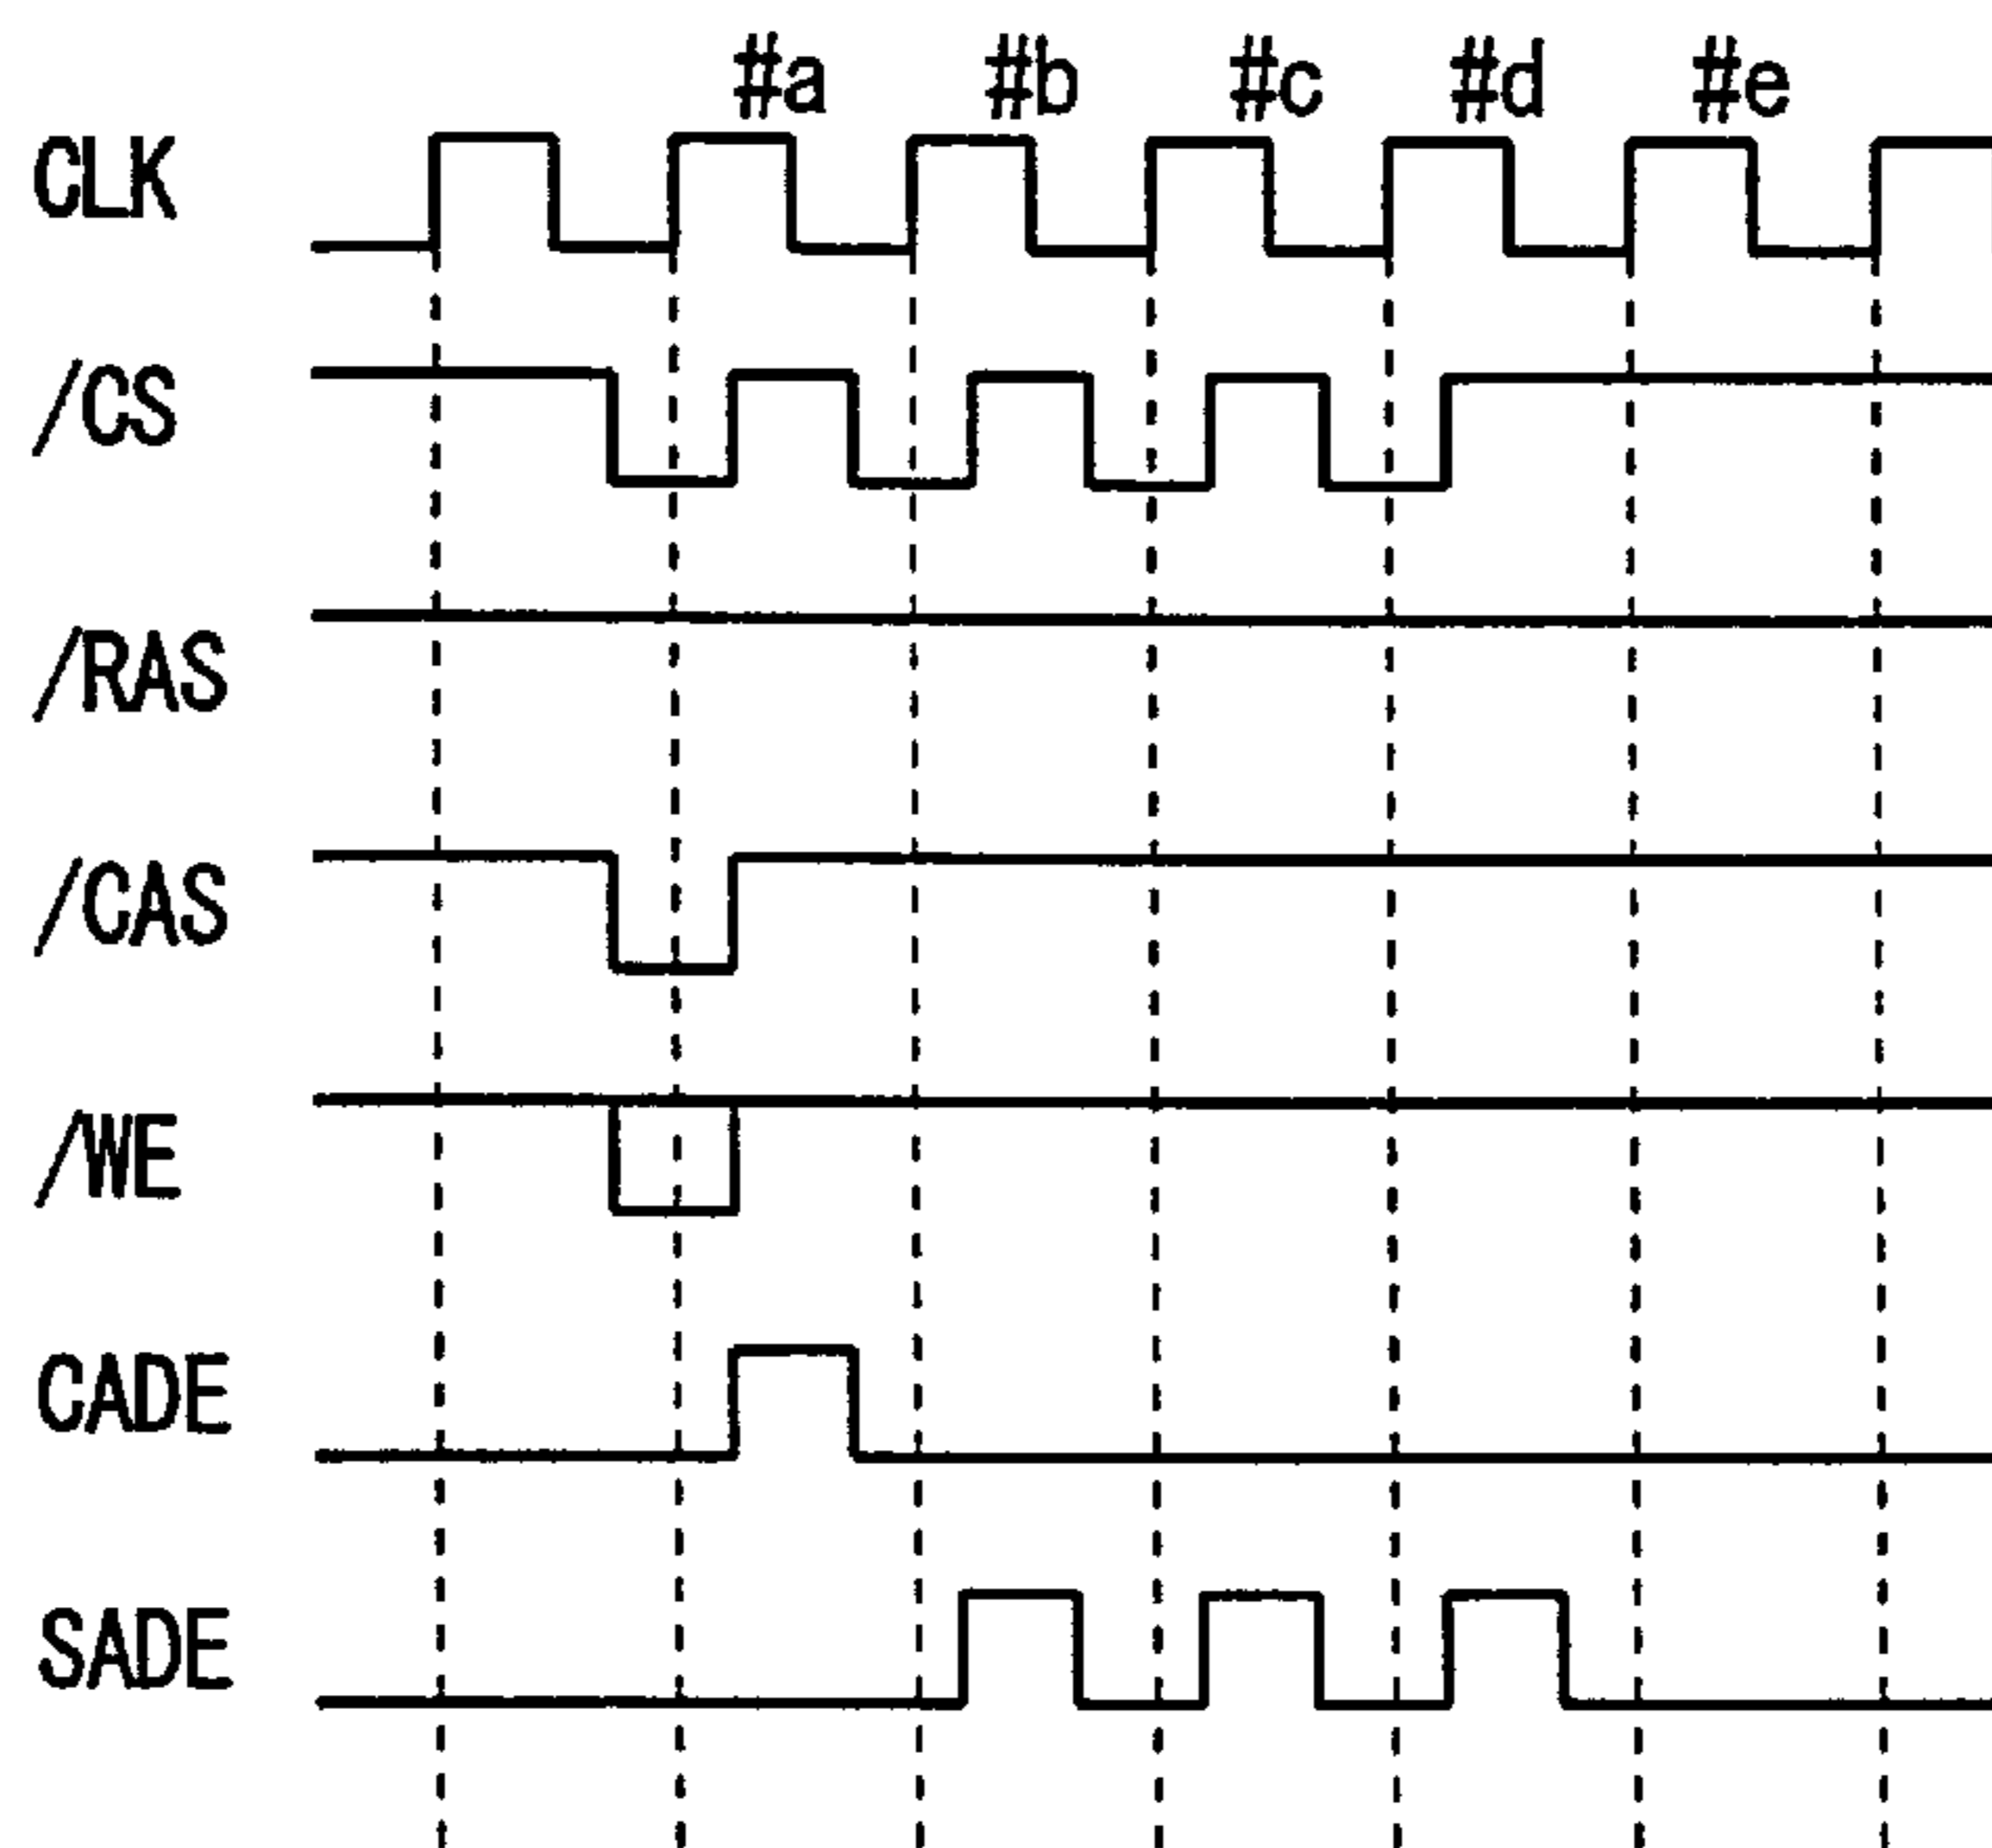 #a #b #c #d #e
CLK
/CS
/RAS
/CAS
/WE
CADE
SADE